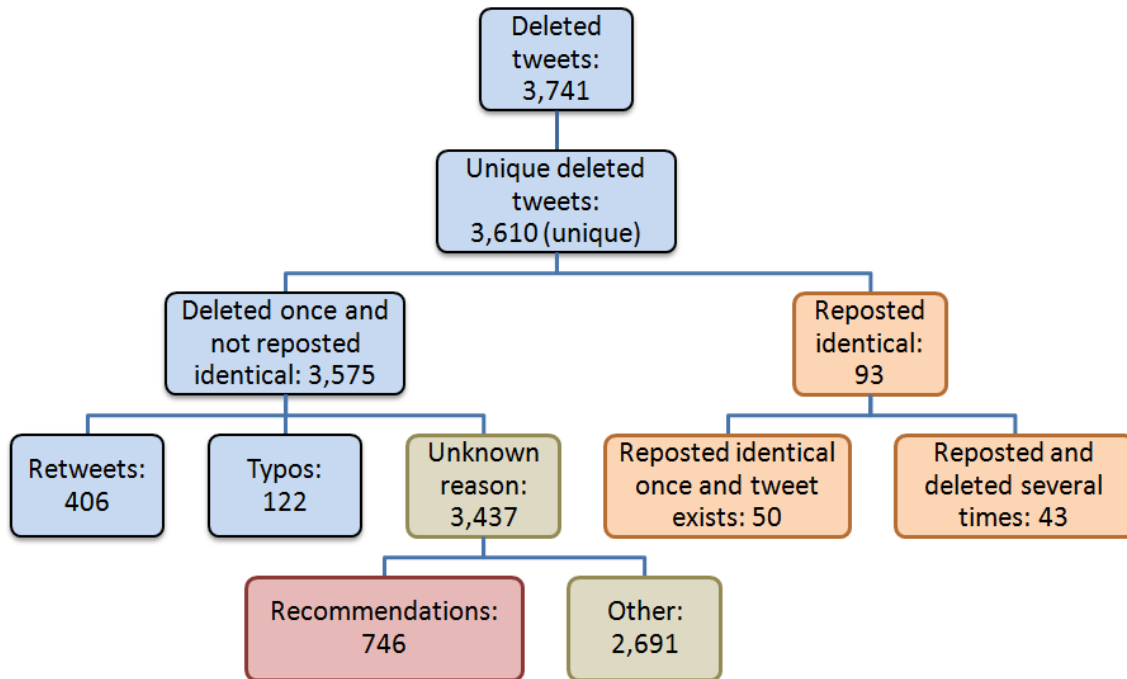 Deleted
tweets:
3,741
Unique deleted
tweets:
3,610 (unique)
Deleted once and
not reposted
identical: 3,575
Reposted
identical:
93
Retweets:
406
Typos:
122
Unknown
reason:
3,437
Reposted identical
once and tweet
exists: 50
Reposted and
deleted several
times: 43
Recommendations:
746
Other:
2,691